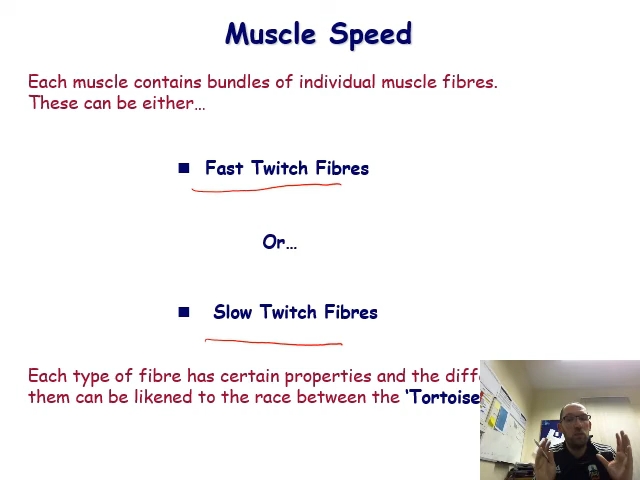 Muscle Speed
Each muscle contains bundles of individual muscle fibres.
These can be either…
Fast Twitch Fibres
Or…
Slow Twitch Fibres
Each type of fibre has certain properties and the
them can be likened to the race between the ‘Tortoise